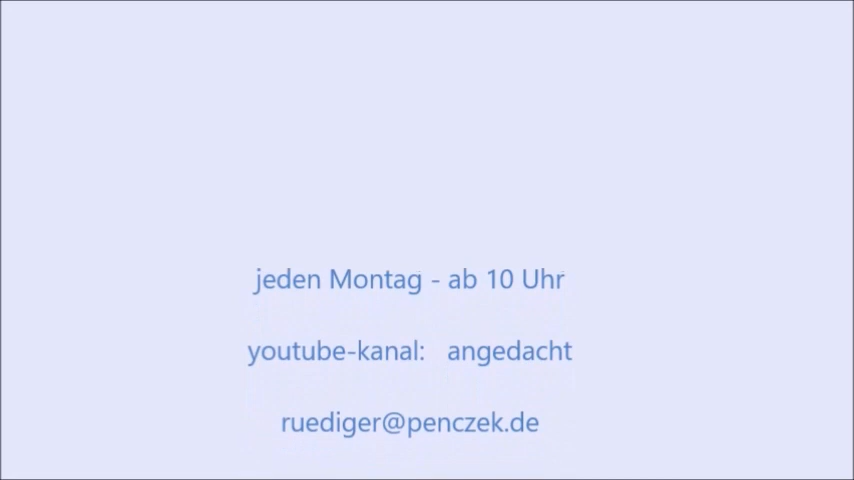 jeden Montag - ab 10 Uhr
youtube-kanal: angedacht
ruediger@penczek.de